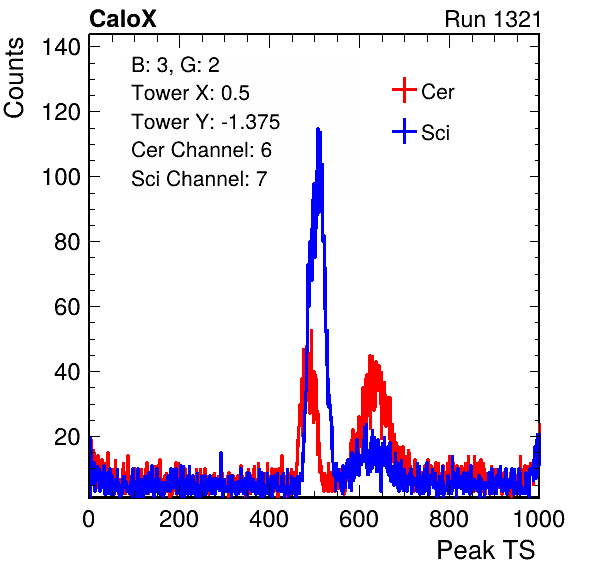 CaloX Run 1321
Counts
140
120
100
80
60
40
20
B: 3, G: 2
Tower X: 0.5
Tower Y: -1.375
Cer Channel: 6
Sci Channel: 7
Cer
Sci
0 200 400 600 800 1000
Peak TS